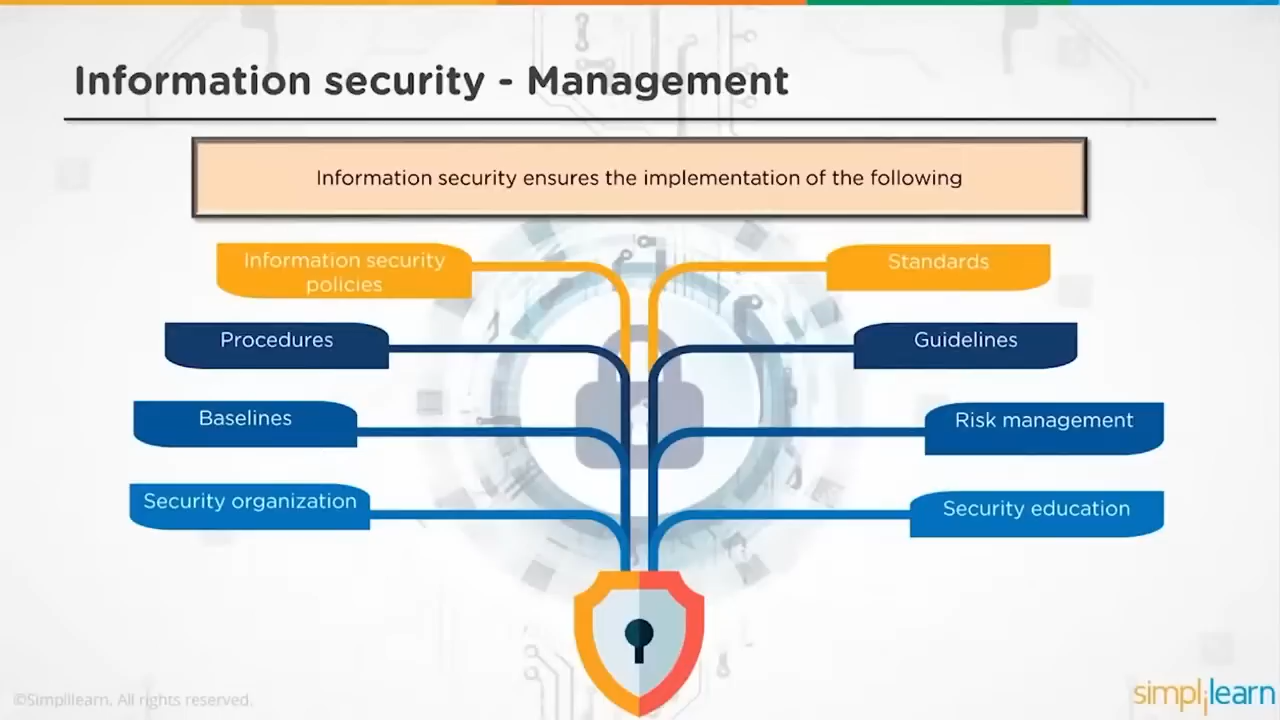 Information security - Management
Information security ensures the implementation of the following
Information security
policies
Standards
Procedures
Guidelines
Baselines
Risk management
Security organization
Security education
©Simplilearn. All rights reserved.
simplilearn